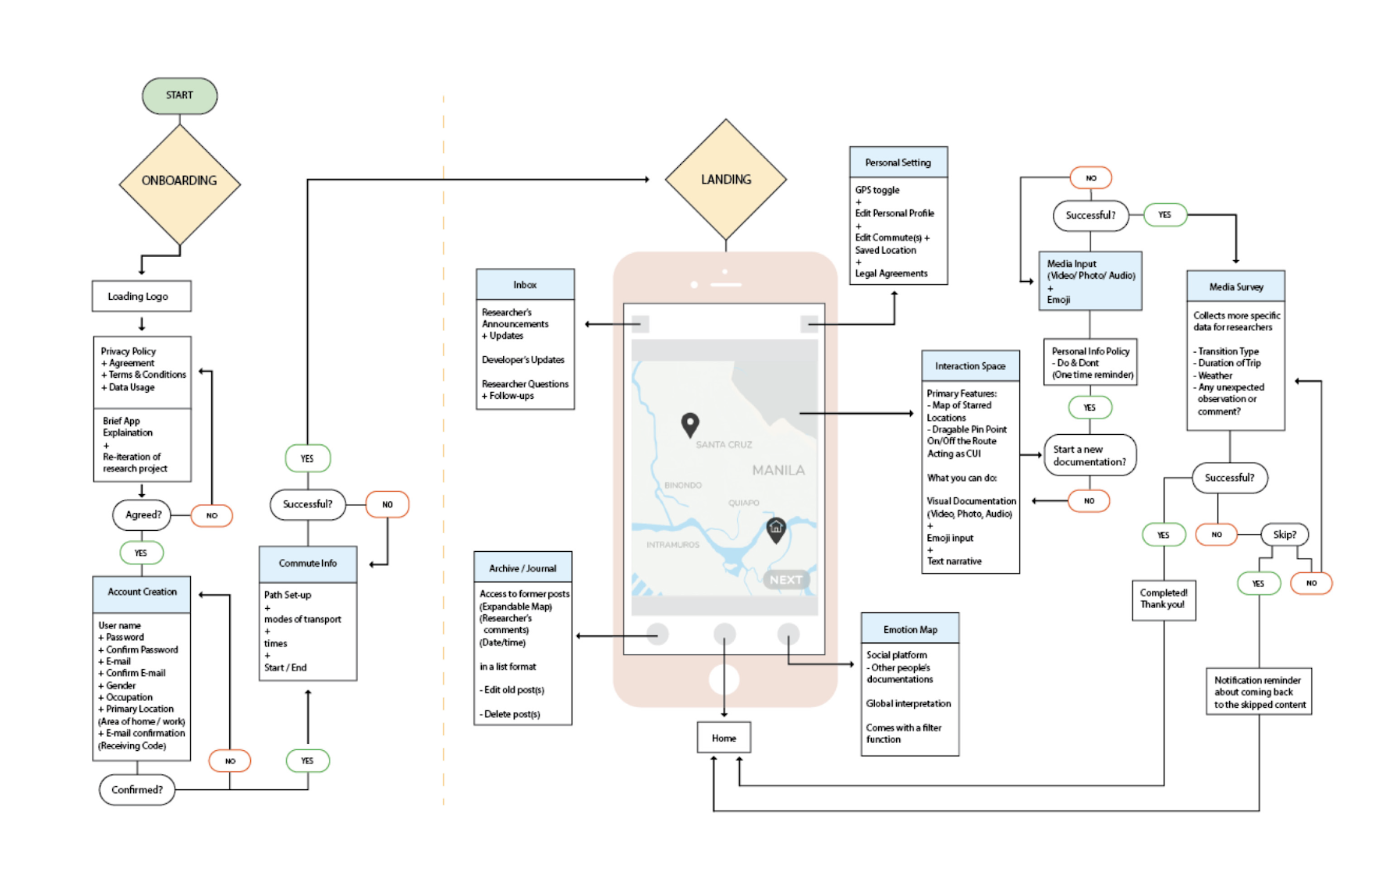 START
ONBOARDING
Loading Logo
Privacy Policy
+ Agreement
+ Terms & Conditions
+ Data Usage
Brief App
Explaination
+
Re-iteration of
research project
Agreed?
NO
YES
Account Creation
User name
+ Password
+ Confirm Password
+ E-mail
+ Confirm E-mail
+ Gender
+ Occupation
+ Primary Location
(Area of home / work)
+ E-mail confirmation
(Receiving Code)
Confirmed?
NO
YES
Commute Info
Path Set-up
+
modes of transport
+
times
+
Start / End
Successful?
NO
YES
LANDING
Inbox
Researcher's
Announcements
+ Updates
Developer's Updates
Researcher Questions
+ Follow-ups
Archive / Journal
Access to former posts
(Expandable Map)
(Researcher's
comments)
(Date/time)
in a list format
- Edit old post(s)
- Delete post(s)
SANTA CRUZ
MANILA
BINONDO
QUIAPO
INTRAMUROS
NEXT
Home
Personal Setting
GPS toggle
+
Edit Personal Profile
+
Edit Commute(s) +
Saved Location
+
Legal Agreements
Interaction Space
Primary Features:
- Map of Starred
Locations
- Dragable Pin Point
On/Off the Route
Acting as CUI
What you can do:
Visual Documentation
(Video, Photo, Audio)
+
Emoji input
+
Text narrative
Emotion Map
Social platform
- Other people's
documentations
Global interpretation
Comes with a filter
function
NO
Successful?
YES
Media Input
(Video/ Photo/ Audio)
+
Emoji
Personal Info Policy
- Do & Dont
(One time reminder)
YES
Start a new
documentation?
NO
Media Survey
Collects more specific
data for researchers
- Transition Type
- Duration of Trip
- Weather
- Any unexpected
observation or
comment?
Successful?
YES
NO
Skip?
YES
NO
Completed!
Thank you!
Notification reminder
about coming back
to the skipped content